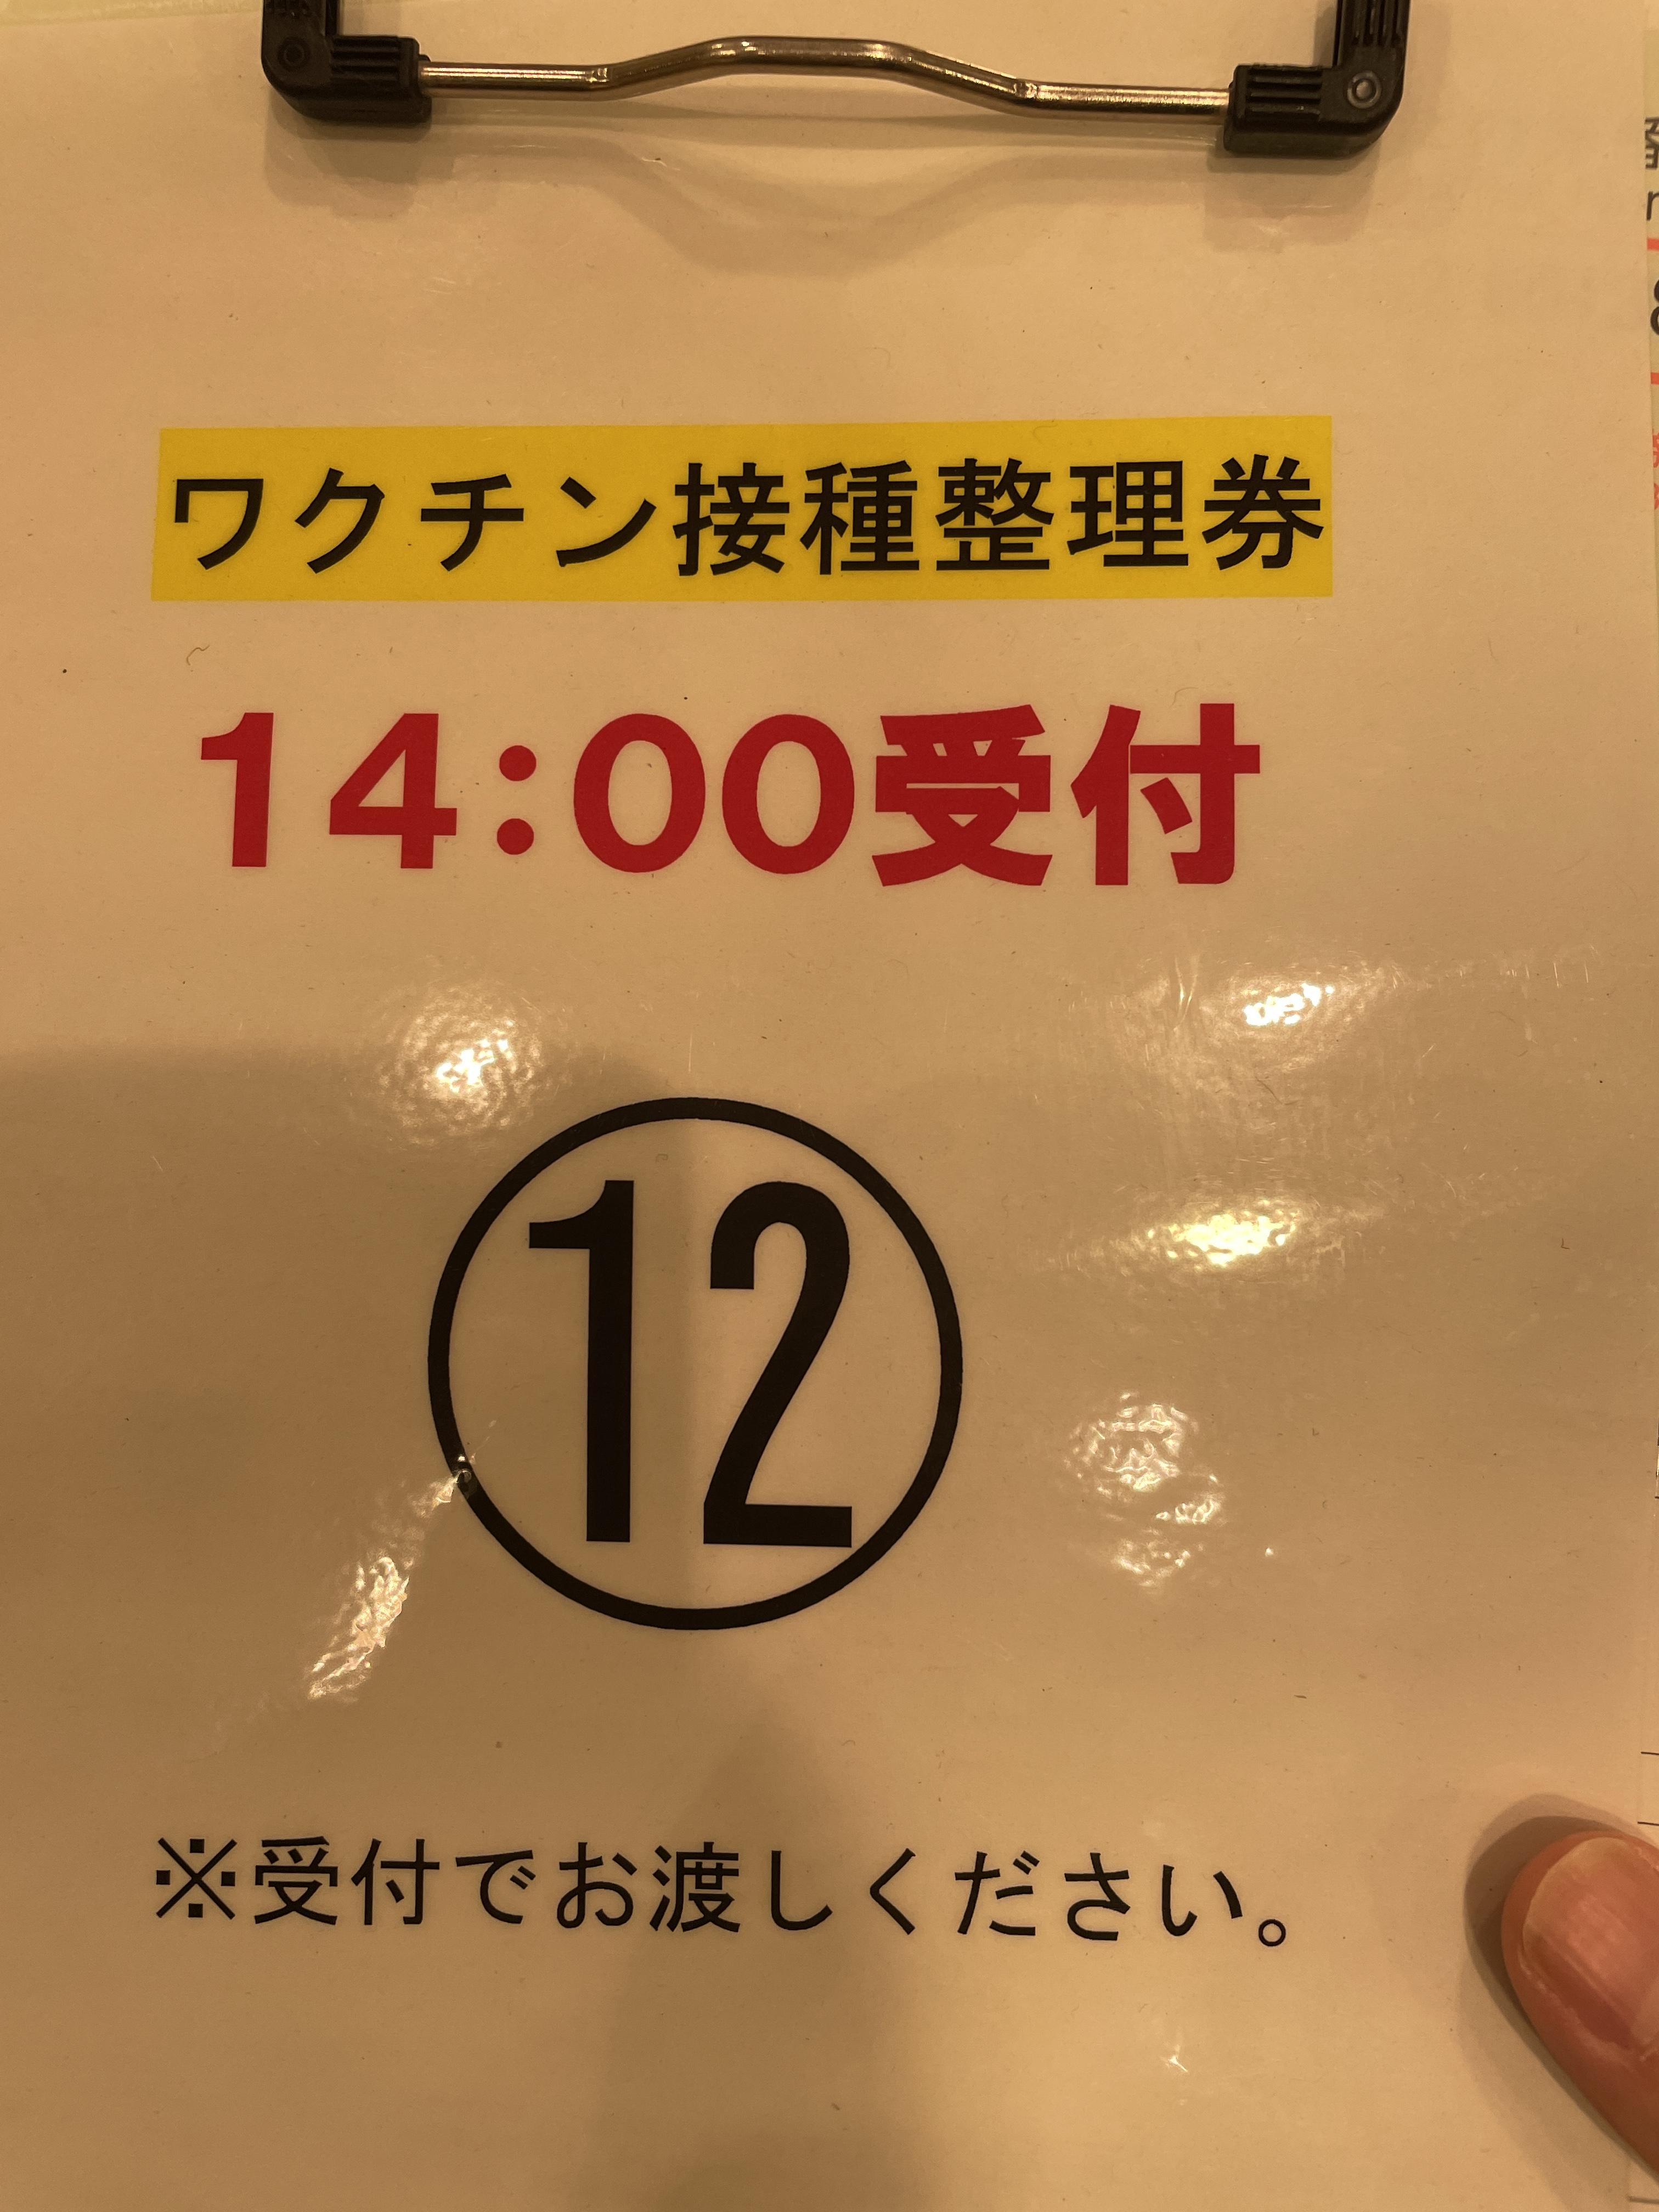 ワクチン接種整理券
14:00受付
⑫
※受付でお渡しください。